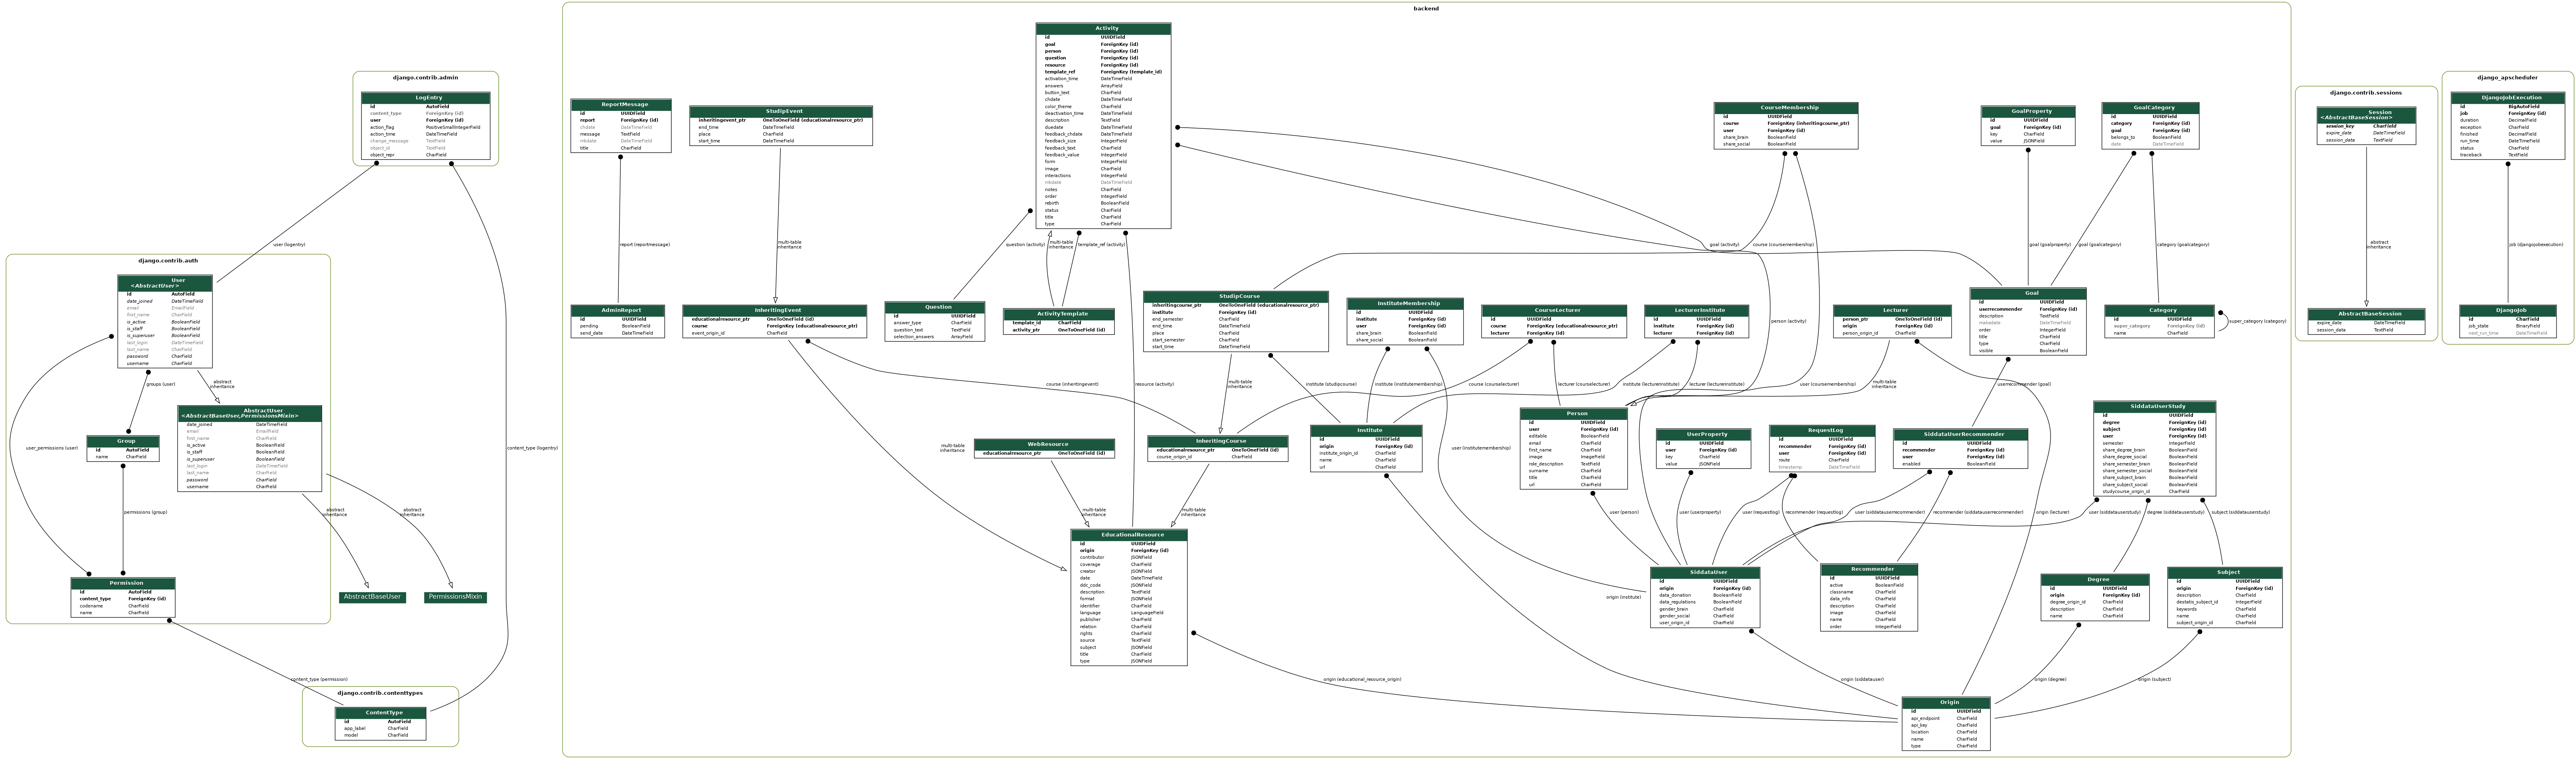 backend
django.contrib.admin
LogEntry
id AutoField
content_type ForeignKey (id)
user ForeignKey (id)
action_flag PositiveSmallIntegerField
action_time DateTimeField
change_message TextField
object_id TextField
object_repr CharField
user (logentry)
content_type (logentry)
django.contrib.auth
User
<AbstractUser>
id AutoField
date_joined DateTimeField
email EmailField
first_name CharField
is_active BooleanField
is_staff BooleanField
is_superuser BooleanField
last_login DateTimeField
last_name CharField
password CharField
username CharField
groups (user)
abstract
inheritance
user_permissions (user)
AbstractUser
<AbstractBaseUser,PermissionsMixin>
date_joined DateTimeField
email EmailField
first_name CharField
is_active BooleanField
is_staff BooleanField
is_superuser BooleanField
last_login DateTimeField
last_name CharField
password CharField
username CharField
Group
id AutoField
name CharField
permissions (group)
abstract
inheritance
abstract
inheritance
AbstractBaseUser
PermissionsMixin
Permission
id AutoField
content_type ForeignKey (id)
codename CharField
name CharField
content_type (permission)
django.contrib.contenttypes
ContentType
id AutoField
app_label CharField
model CharField
Activity
id UUIDField
goal ForeignKey (id)
person ForeignKey (id)
question ForeignKey (id)
resource ForeignKey (id)
template_ref ForeignKey (template_id)
activation_time DateTimeField
answers ArrayField
button_text CharField
chdate DateTimeField
color_theme CharField
deactivation_time DateTimeField
description TextField
duedate DateTimeField
feedback_chdate DateTimeField
feedback_size IntegerField
feedback_text CharField
feedback_value IntegerField
form IntegerField
image CharField
interactions IntegerField
mkdate DateTimeField
notes CharField
order IntegerField
rebirth BooleanField
status CharField
title CharField
type CharField
ReportMessage
id UUIDField
report ForeignKey (id)
chdate DateTimeField
message TextField
mkdate DateTimeField
title CharField
StudipEvent
inheritingevent_ptr OneToOneField (educationalresource_ptr)
end_time DateTimeField
place CharField
start_time DateTimeField
CourseMembership
id UUIDField
course ForeignKey (inheritingcourse_ptr)
user ForeignKey (id)
share_brain BooleanField
share_social BooleanField
GoalProperty
id UUIDField
goal ForeignKey (id)
key CharField
value JSONField
GoalCategory
id UUIDField
category ForeignKey (id)
goal ForeignKey (id)
belongs_to BooleanField
date DateTimeField
report (reportmessage)
multi-table
inheritance
question (activity)
multi-table
inheritance
template_ref (activity)
goal (activity)
course (coursemembership)
goal (goalproperty)
goal (goalcategory)
category (goalcategory)
AdminReport
id UUIDField
pending BooleanField
send_date DateTimeField
InheritingEvent
educationalresource_ptr OneToOneField (id)
course ForeignKey (educationalresource_ptr)
event_origin_id CharField
Question
id UUIDField
answer_type CharField
question_text TextField
selection_answers ArrayField
ActivityTemplate
template_id CharField
activity_ptr OneToOneField (id)
StudipCourse
inheritingcourse_ptr OneToOneField (educationalresource_ptr)
institute ForeignKey (id)
end_semester CharField
end_time DateTimeField
place CharField
start_semester CharField
start_time DateTimeField
InstituteMembership
id UUIDField
institute ForeignKey (id)
user ForeignKey (id)
share_brain BooleanField
share_social BooleanField
CourseLecturer
id UUIDField
course ForeignKey (educationalresource_ptr)
lecturer ForeignKey (id)
LecturerInstitute
id UUIDField
institute ForeignKey (id)
lecturer ForeignKey (id)
person (activity)
Lecturer
person_ptr OneToOneField (id)
origin ForeignKey (id)
person_origin_id CharField
Goal
id UUIDField
userrecommender ForeignKey (id)
description TextField
makedate DateTimeField
order IntegerField
title CharField
type CharField
visible BooleanField
Category
id UUIDField
super_category ForeignKey (id)
name CharField
super_category (category)
resource (activity)
course (inheritingevent)
multi-table
inheritance
institute (studipcourse)
institute (institutemembership)
course (courselecturer)
lecturer (courselecturer)
institute (lecturerinstitute)
lecturer (lecturerinstitute)
user (coursemembership)
multi-table
inheritance
userrecommender (goal)
multi-table
inheritance
WebResource
educationalresource_ptr OneToOneField (id)
InheritingCourse
educationalresource_ptr OneToOneField (id)
course_origin_id CharField
Institute
id UUIDField
origin ForeignKey (id)
institute_origin_id CharField
name CharField
url CharField
user (institutemembership)
Person
id UUIDField
user ForeignKey (id)
editable BooleanField
email CharField
first_name CharField
image ImageField
role_description TextField
surname CharField
title CharField
url CharField
UserProperty
id UUIDField
user ForeignKey (id)
key CharField
value JSONField
RequestLog
id UUIDField
recommender ForeignKey (id)
user ForeignKey (id)
route CharField
timestamp DateTimeField
SiddataUserRecommender
id UUIDField
recommender ForeignKey (id)
user ForeignKey (id)
enabled BooleanField
SiddataUserStudy
id UUIDField
degree ForeignKey (id)
subject ForeignKey (id)
user ForeignKey (id)
semester IntegerField
share_degree_brain BooleanField
share_degree_social BooleanField
share_semester_brain BooleanField
share_semester_social BooleanField
share_subject_brain BooleanField
share_subject_social BooleanField
studycourse_origin_id CharField
multi-table
inheritance
multi-table
inheritance
user (person)
user (userproperty)
user (requestlog)
recommender (requestlog)
user (siddatauserrecommender)
recommender (siddatauserrecommender)
origin (lecturer)
user (siddatauserstudy)
degree (siddatauserstudy)
subject (siddatauserstudy)
EducationalResource
id UUIDField
origin ForeignKey (id)
contributor JSONField
coverage CharField
creator JSONField
date DateTimeField
ddc_code JSONField
description TextField
format JSONField
identifier CharField
language LanguageField
publisher CharField
relation CharField
rights CharField
source TextField
subject JSONField
title CharField
type JSONField
origin (institute)
SiddataUser
id UUIDField
origin ForeignKey (id)
data_donation BooleanField
data_regulations BooleanField
gender_brain CharField
gender_social CharField
user_origin_id CharField
Recommender
id UUIDField
active BooleanField
classname CharField
data_info CharField
description CharField
image CharField
name CharField
order IntegerField
Degree
id UUIDField
origin ForeignKey (id)
degree_origin_id CharField
description CharField
name CharField
Subject
id UUIDField
origin ForeignKey (id)
description CharField
destatis_subject_id IntegerField
keywords CharField
name CharField
subject_origin_id CharField
origin (educational_resource_origin)
origin (siddatauser)
origin (degree)
origin (subject)
Origin
id UUIDField
api_endpoint CharField
api_key CharField
location CharField
name CharField
type CharField
django.contrib.sessions
Session
<AbstractBaseSession>
session_key CharField
expire_date DateTimeField
session_data TextField
abstract
inheritance
AbstractBaseSession
expire_date DateTimeField
session_data TextField
django_apscheduler
DjangoJobExecution
id BigAutoField
job ForeignKey (id)
duration DecimalField
exception CharField
finished DecimalField
run_time DateTimeField
status CharField
traceback TextField
job (djangojobexecution)
DjangoJob
id CharField
job_state BinaryField
next_run_time DateTimeField